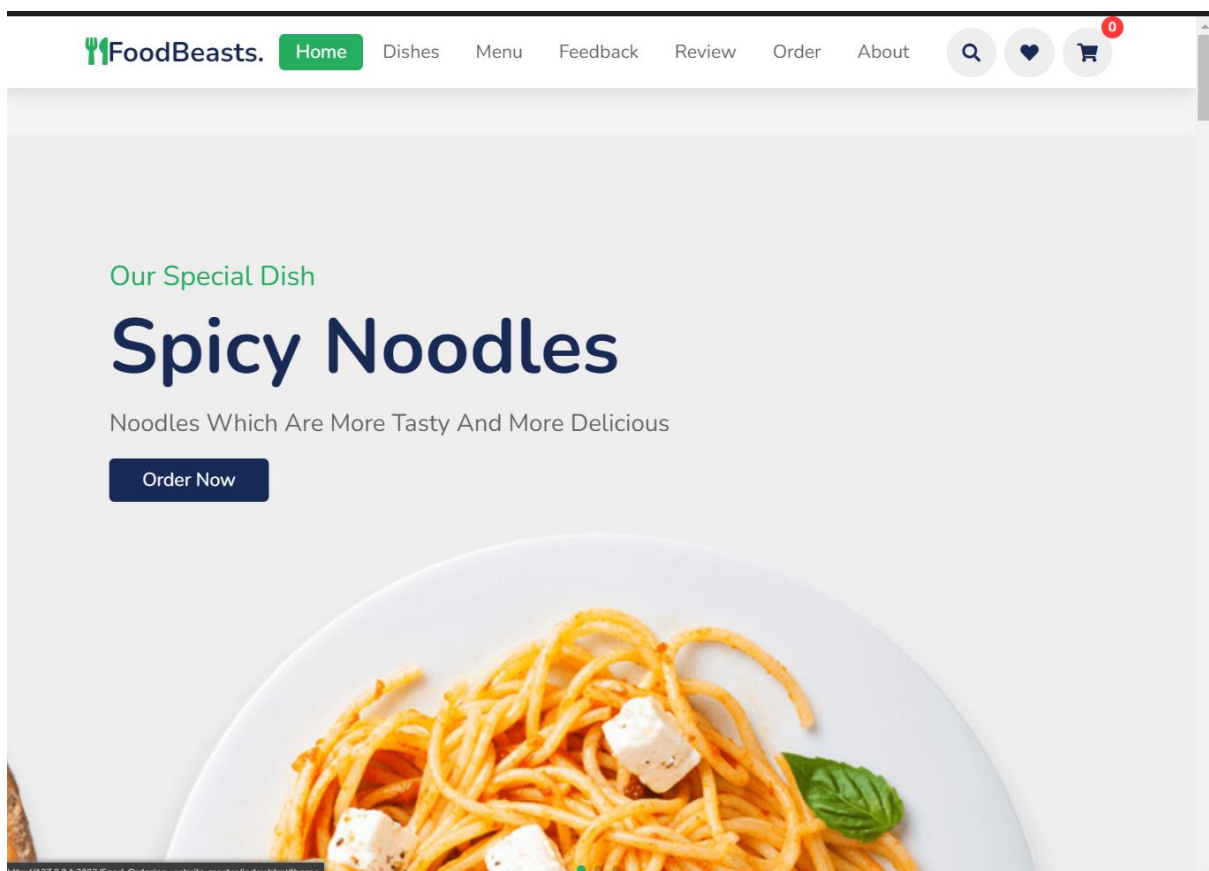 FoodBeasts. Home Dishes Menu Feedback Review Order About 0
Our Special Dish
Spicy Noodles
Noodles Which Are More Tasty And More Delicious
Order Now